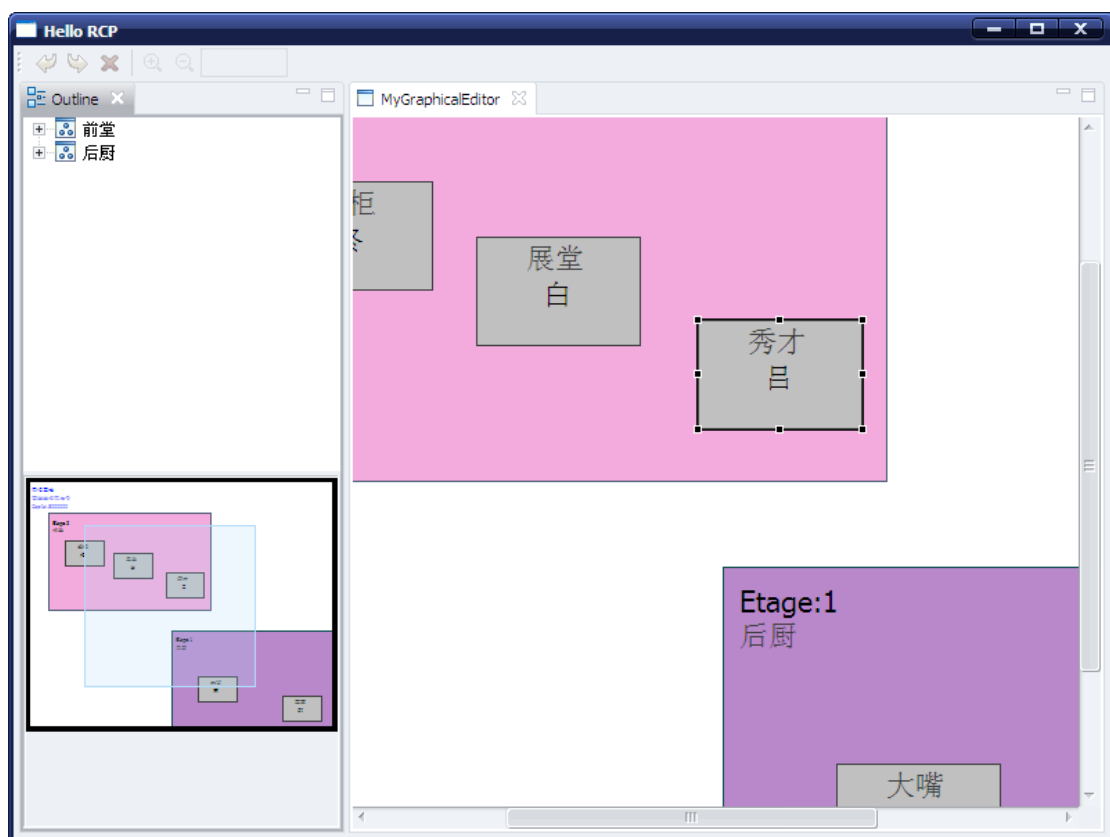 Hello RCP
Outline
MyGraphicalEditor
前堂
后厨
柜
展堂
白
秀才
吕
Etage:1
后厨
大嘴